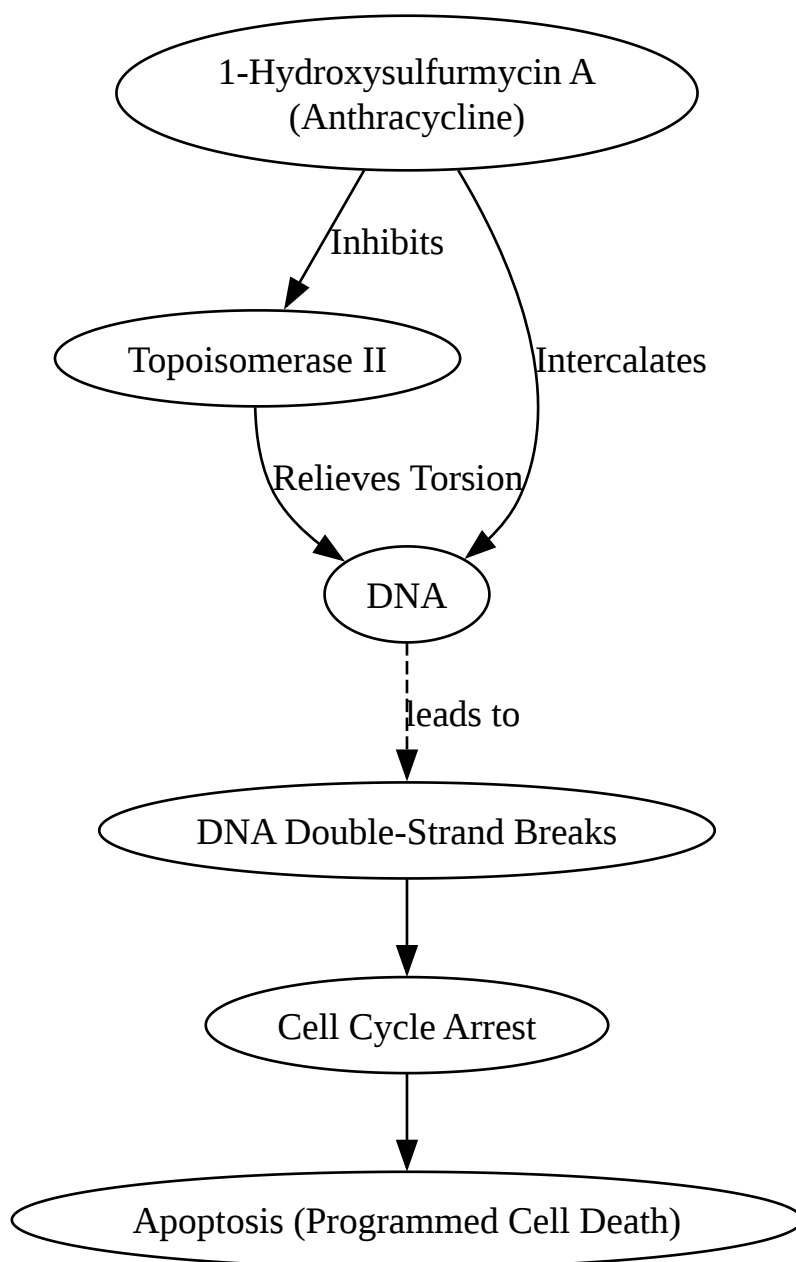 1-Hydroxysulfurmycin A
(Anthracycline)
Inhibits
Topoisomerase II
Intercalates
Relieves Torsion
DNA
leads to
DNA Double-Strand Breaks
Cell Cycle Arrest
Apoptosis (Programmed Cell Death)